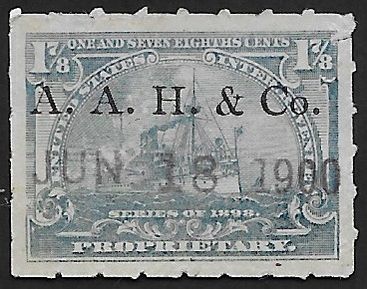 ONE AND SEVEN EIGHTHS CENTS
1⅞ 1⅞
UNITED STATES INTER. REVENUE
A. A. H. & Co.
JUN 18 1900
SERIES OF 1898.
PROPRIETARY.